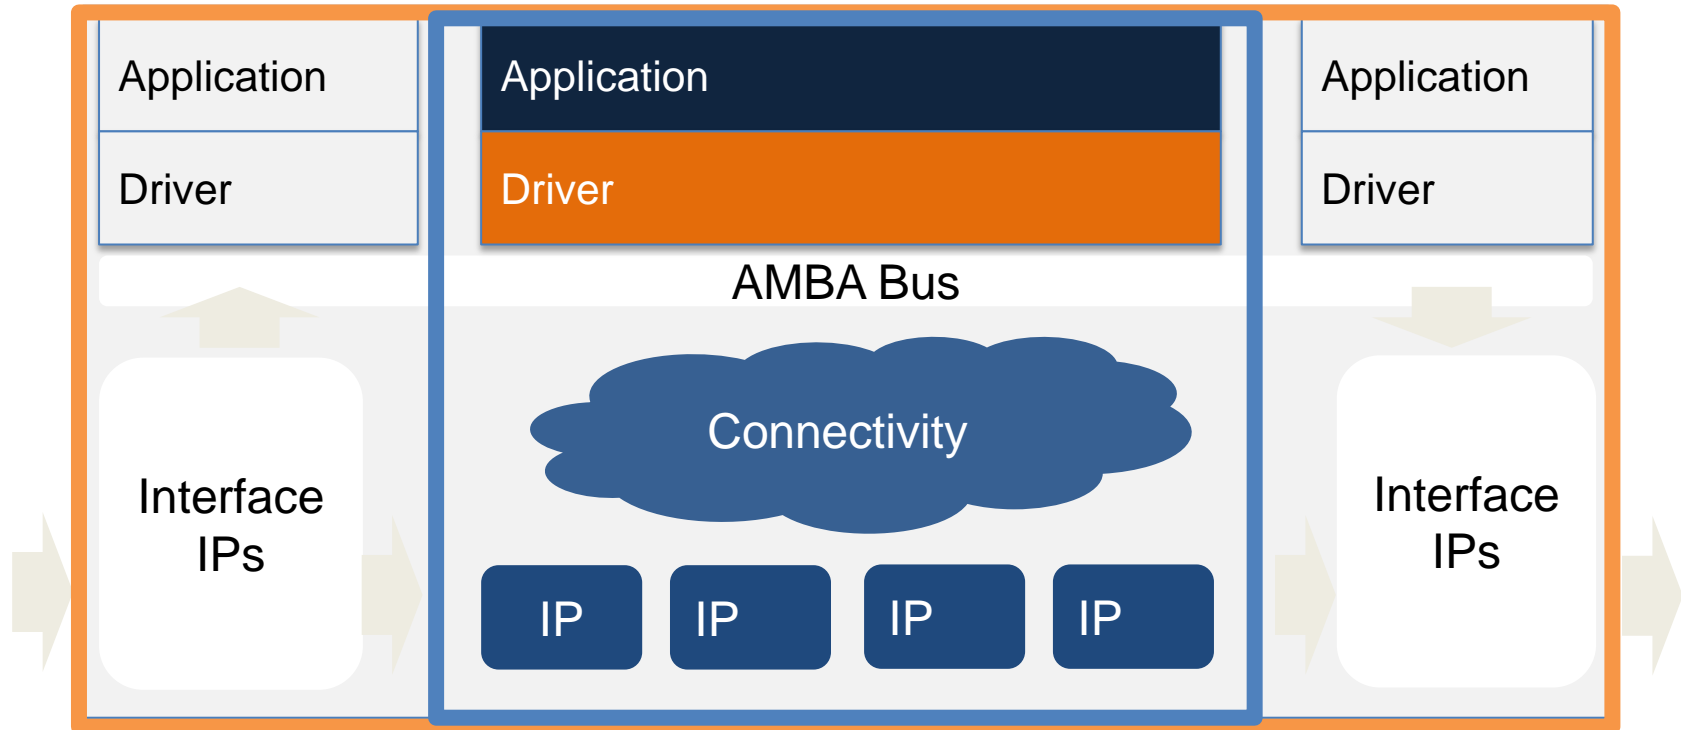 Application
Application
Application
Driver
Driver
Driver
AMBA Bus
Connectivity
Interface
IPs
Interface
IPs
IP
IP
IP
IP